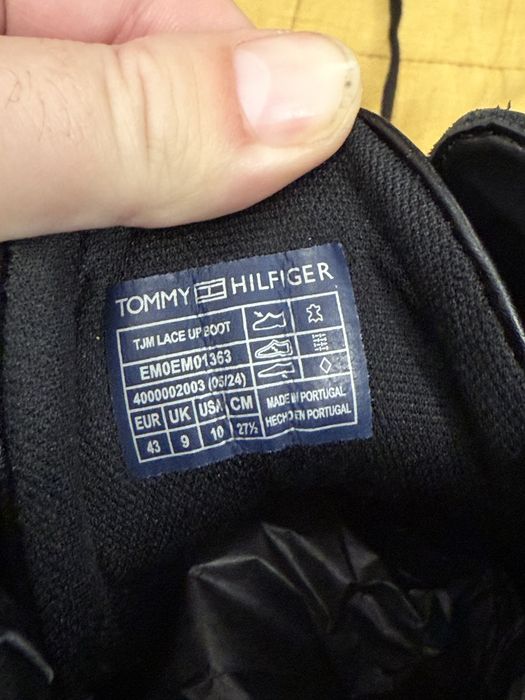 TOMMY HILFIGER
TJM LACE UP BOOT
EM0EM01363
4000002003 (05/24)
EUR UK USA CM
43 9 10 27½
MADE IN PORTUGAL
HECHO EN PORTUGAL